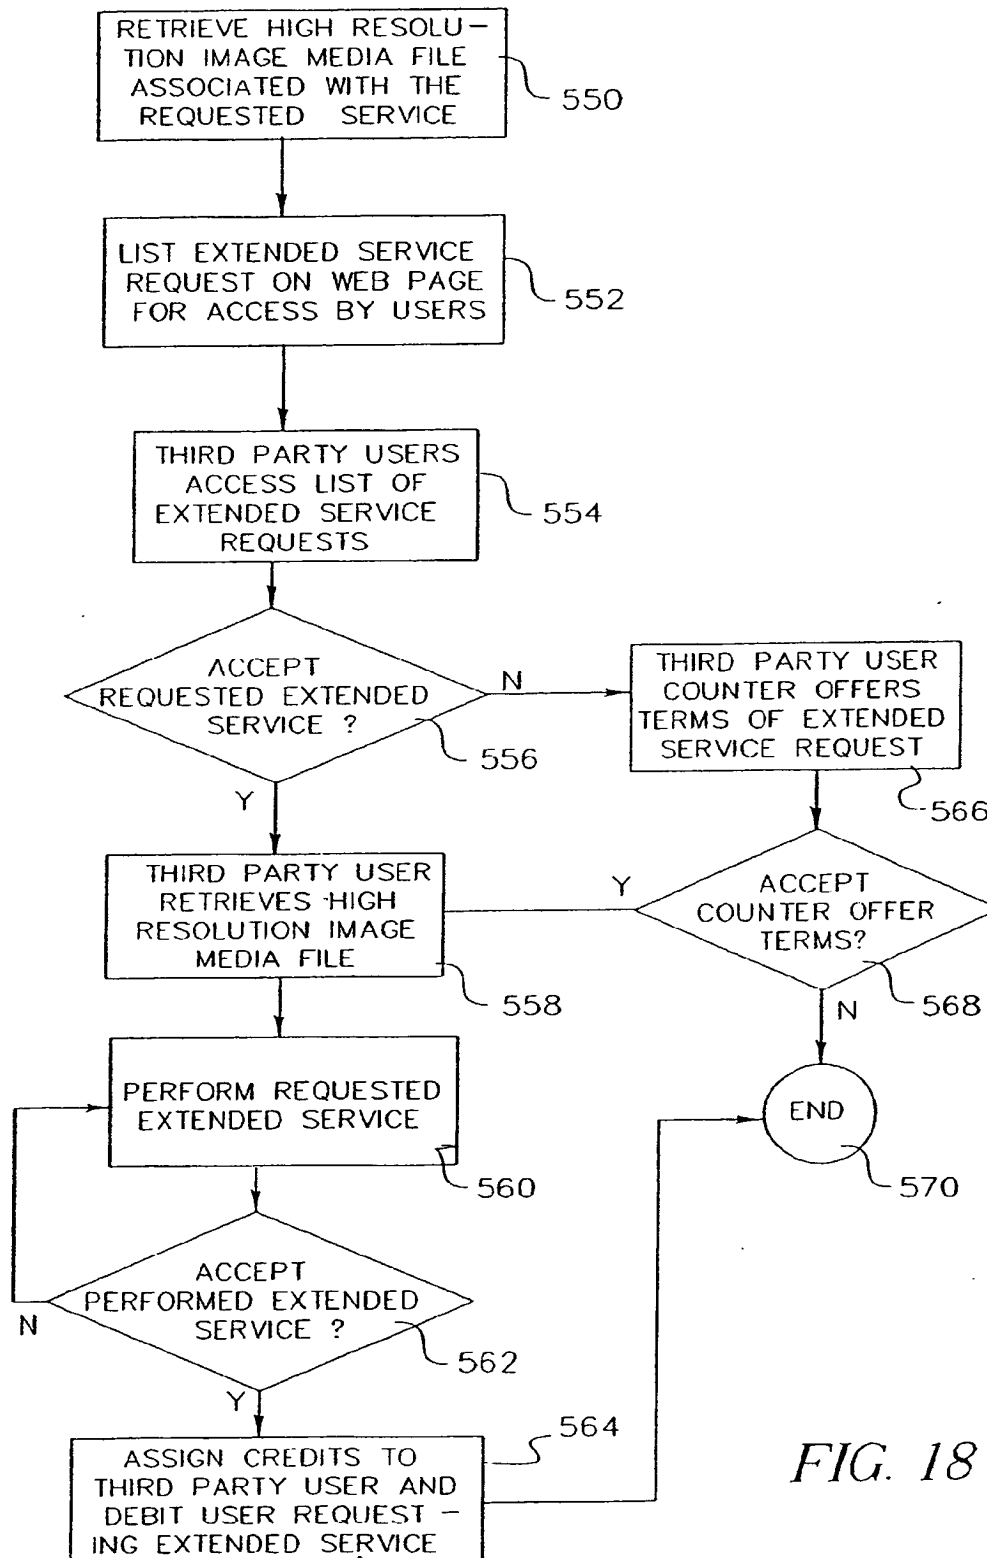 RETRIEVE HIGH RESOLU-
TION IMAGE MEDIA FILE
ASSOCIATED WITH THE
REQUESTED SERVICE
550
LIST EXTENDED SERVICE
REQUEST ON WEB PAGE
FOR ACCESS BY USERS
552
THIRD PARTY USERS
ACCESS LIST OF
EXTENDED SERVICE
REQUESTS
554
ACCEPT
REQUESTED EXTENDED
SERVICE ?
556
N
Y
THIRD PARTY USER
COUNTER OFFERS
TERMS OF EXTENDED
SERVICE REQUEST
566
THIRD PARTY USER
RETRIEVES HIGH
RESOLUTION IMAGE
MEDIA FILE
558
Y
ACCEPT
COUNTER OFFER
TERMS?
568
N
PERFORM REQUESTED
EXTENDED SERVICE
560
END
570
ACCEPT
PERFORMED EXTENDED
SERVICE ?
562
N
Y
ASSIGN CREDITS TO
THIRD PARTY USER AND
DEBIT USER REQUEST -
ING EXTENDED SERVICE
564
FIG. 18